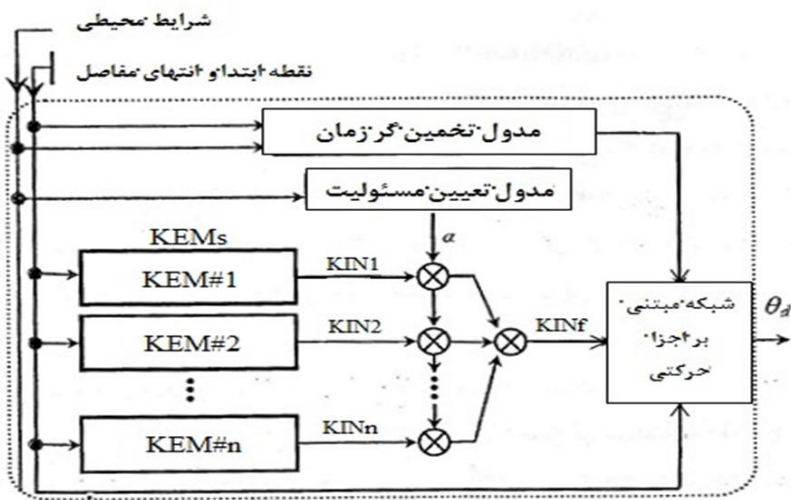 شرایط محیطی
نقطه ابتدا و انتهای مفاصل
مدول تخمین گر زمان
مدول تعیین مسئولیت
α
KEMs
KEM#1
KIN1
KEM#2
KIN2
KINf
شبکه مبتنی
بر اجزا
حرکتی
θd
KEM#n
KINn